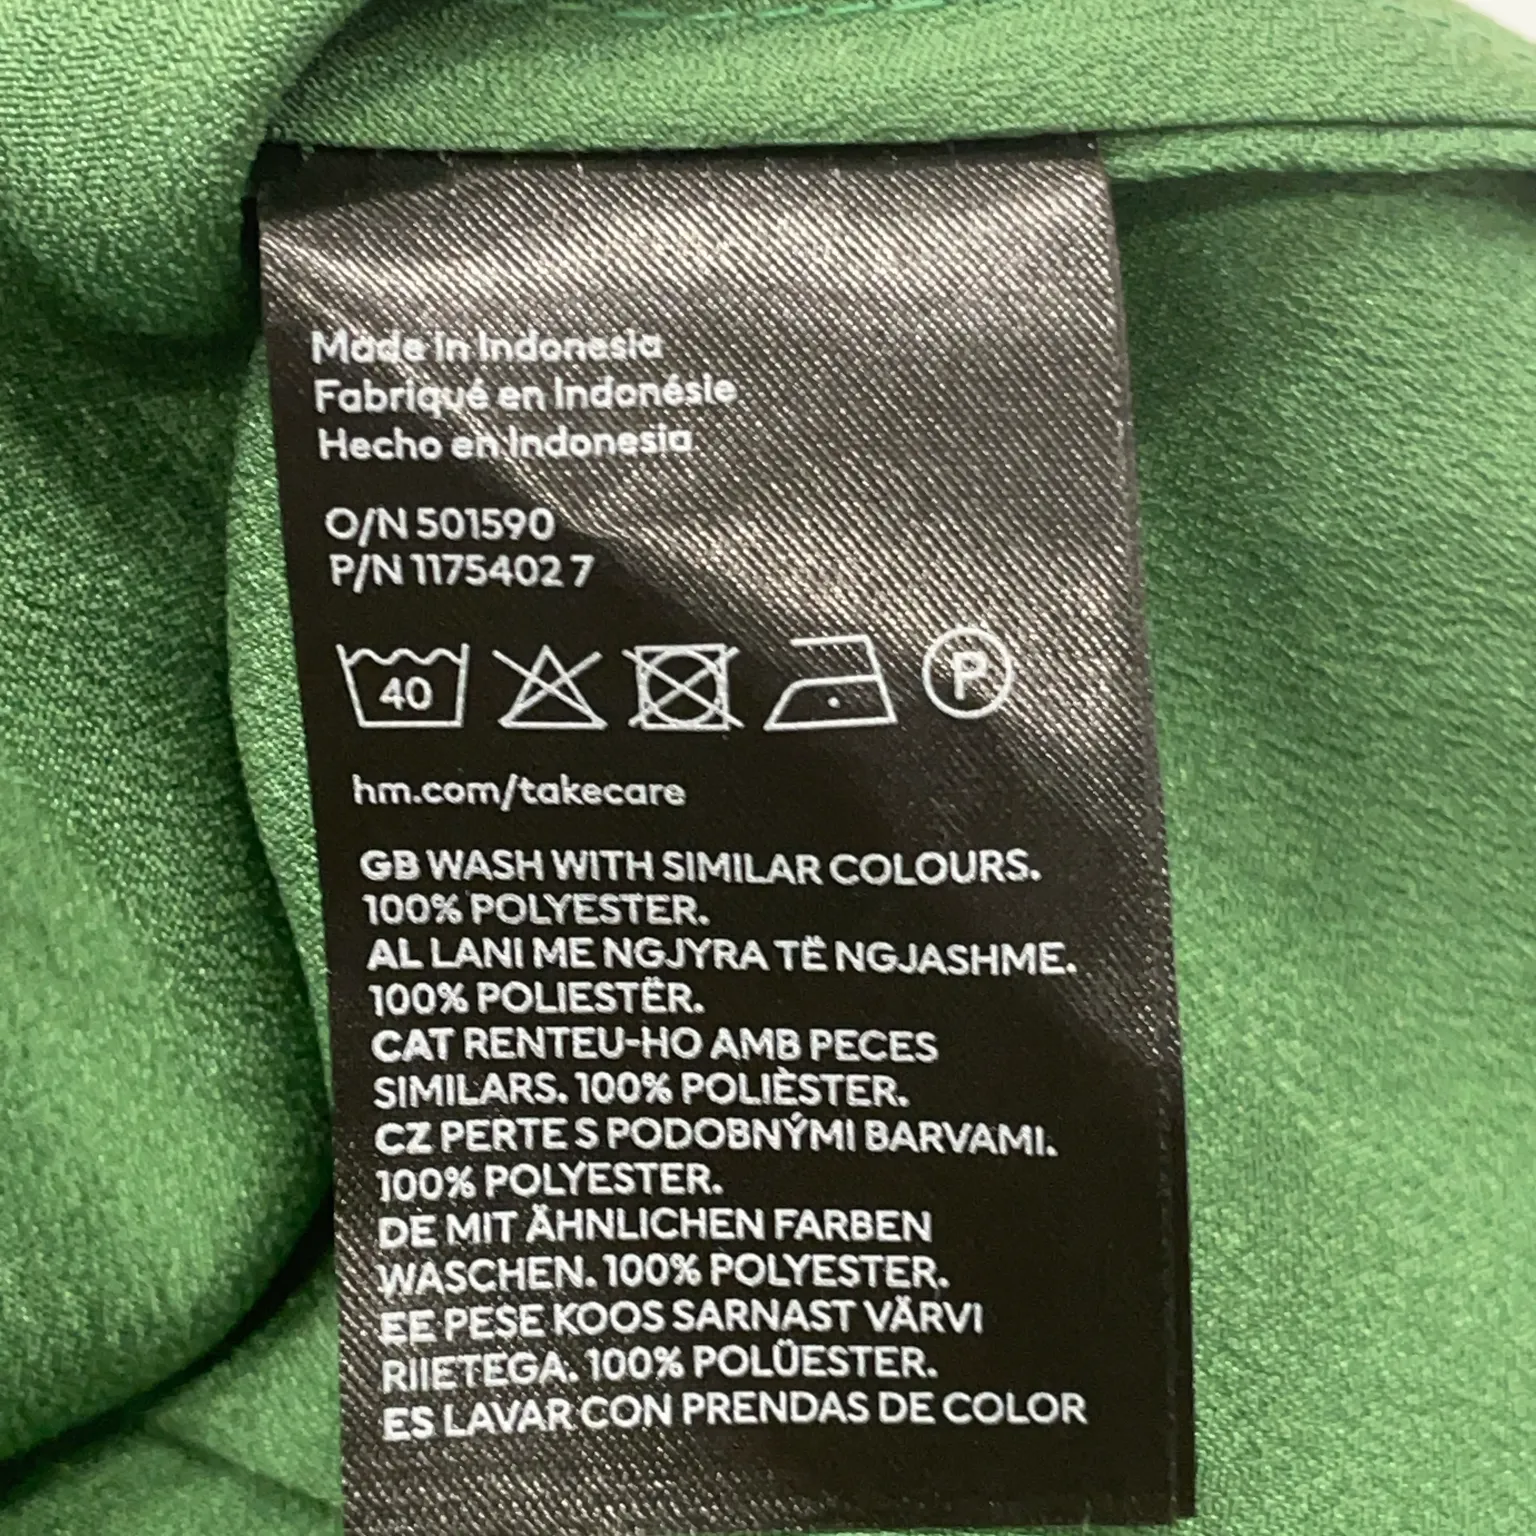 Made in Indonesia
Fabriqué en Indonésie
Hecho en Indonesia
O/N 501590
P/N 1175402 7
40 P
hm.com/takecare
GB WASH WITH SIMILAR COLOURS.
100% POLYESTER.
AL LANI ME NGJYRA TË NGJASHME.
100% POLIESTËR.
CAT RENTEU-HO AMB PECES
SIMILARS. 100% POLIÈSTER.
CZ PERTE S PODOBNÝMI BARVAMI.
100% POLYESTER.
DE MIT ÄHNLICHEN FARBEN
WASCHEN. 100% POLYESTER.
EE PESE KOOS SARNAST VÄRVI
RIIETEGA. 100% POLÜESTER.
ES LAVAR CON PRENDAS DE COLOR